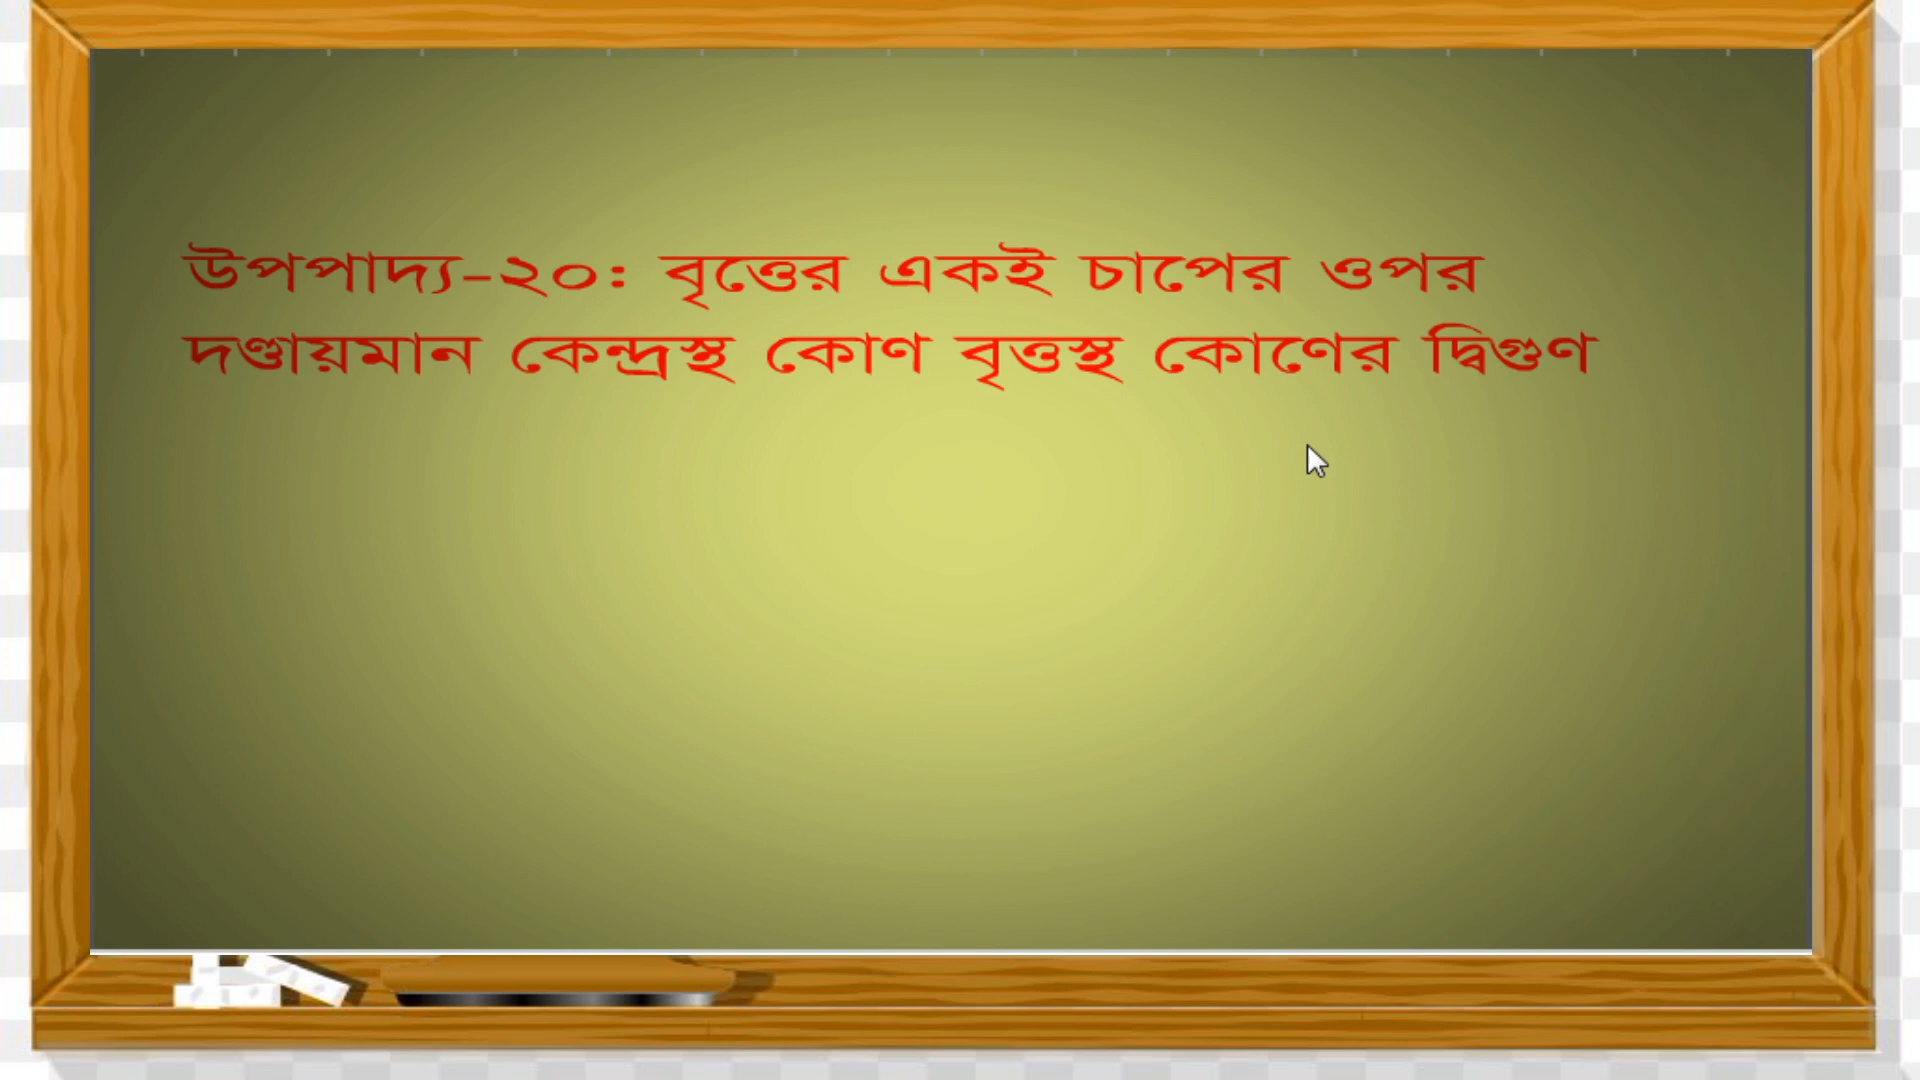 উপপাদ্য-২০: বৃত্তের একই চাপের ওপর
দণ্ডায়মান কেন্দ্রস্থ কোণ বৃত্তস্থ কোণের দ্বিগুণ